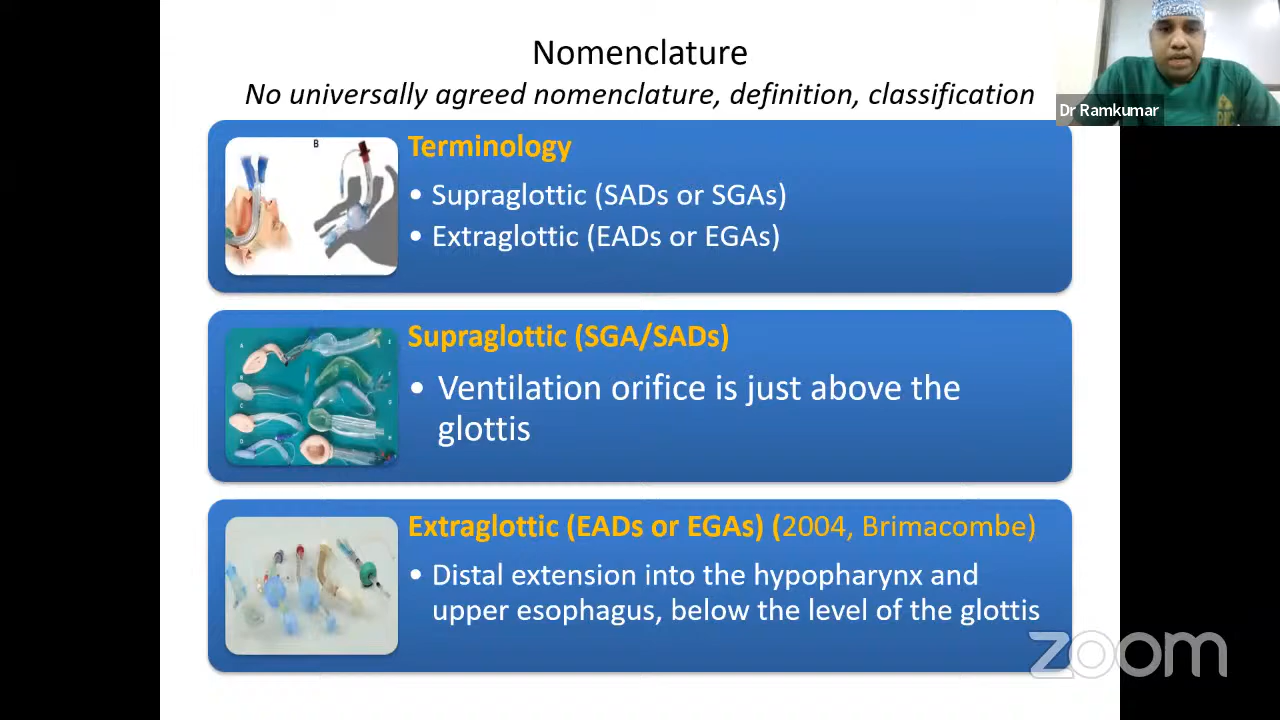 Nomenclature
No universally agreed nomenclature, definition, classification
Dr Ramkumar
B
Terminology
• Supraglottic (SADs or SGAs)
• Extraglottic (EADs or EGAs)
Supraglottic (SGA/SADs)
• Ventilation orifice is just above the
glottis
Extraglottic (EADs or EGAs) (2004, Brimacombe)
• Distal extension into the hypopharynx and
upper esophagus, below the level of the glottis
zoom